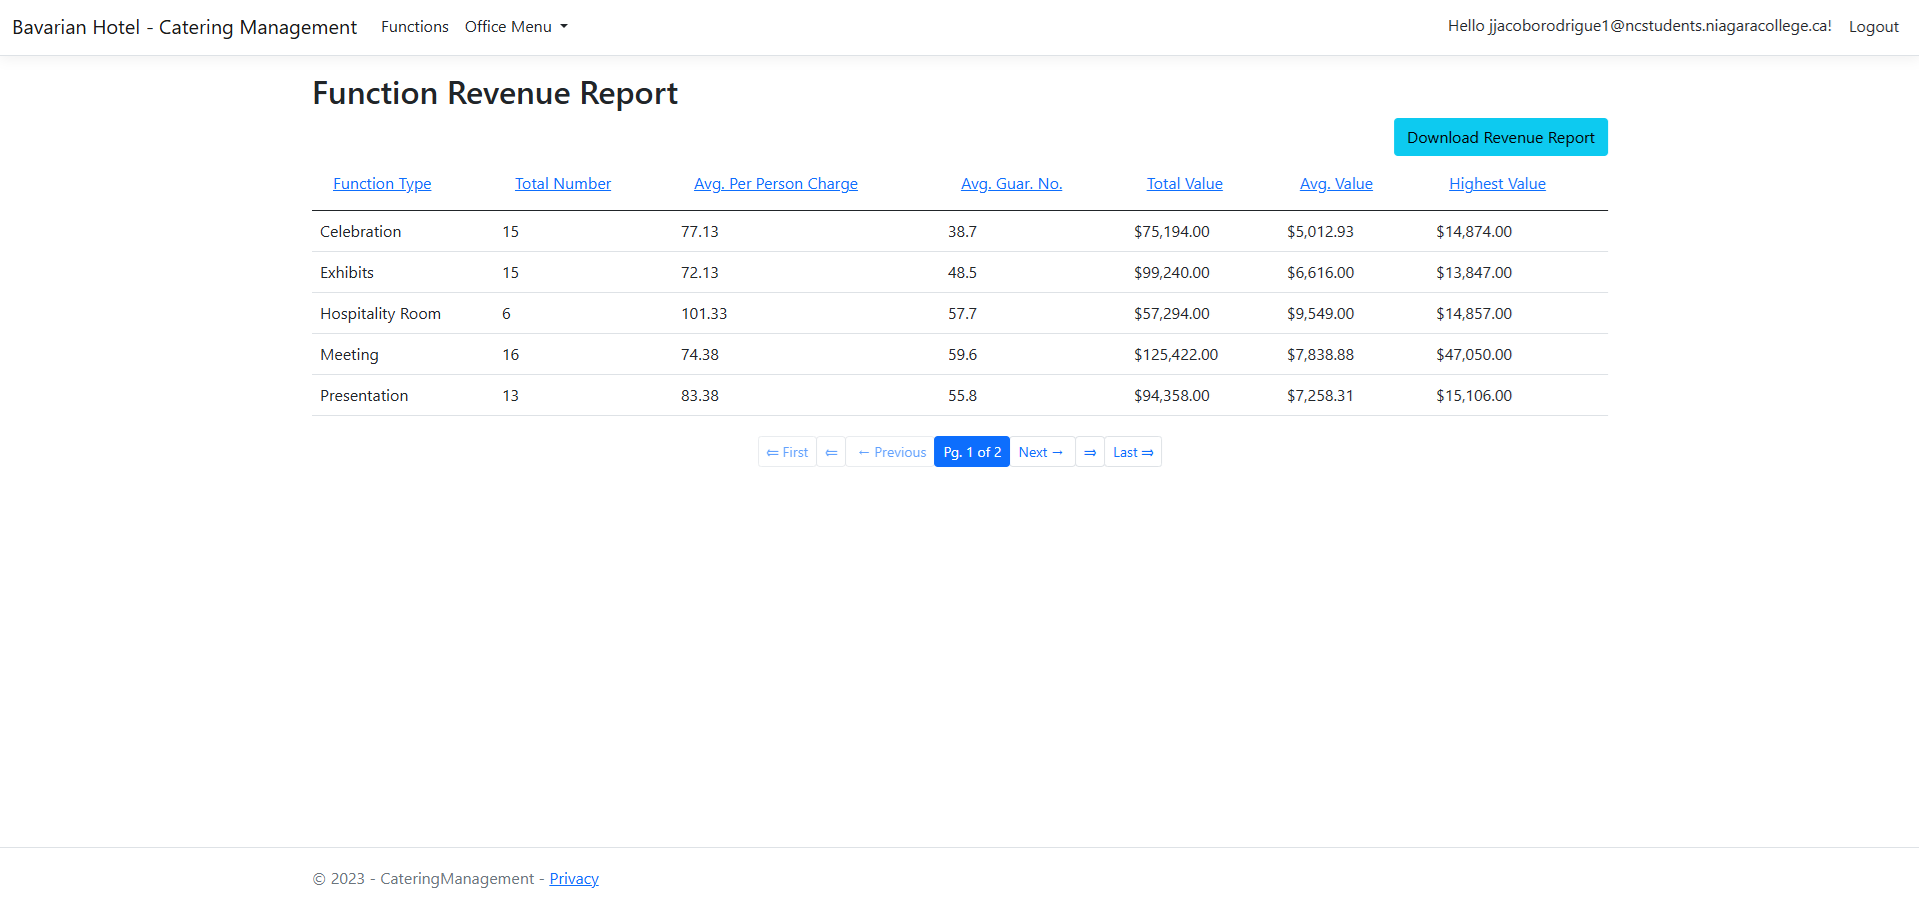 Bavarian Hotel - Catering Management Functions Office Menu Hello jjacoborodrigue1@ncstudents.niagaracollege.ca! Logout
Function Revenue Report
Download Revenue Report
Function Type Total Number Avg. Per Person Charge Avg. Guar. No. Total Value Avg. Value Highest Value
Celebration 15 77.13 38.7 $75,194.00 $5,012.93 $14,874.00
Exhibits 15 72.13 48.5 $99,240.00 $6,616.00 $13,847.00
Hospitality Room 6 101.33 57.7 $57,294.00 $9,549.00 $14,857.00
Meeting 16 74.38 59.6 $125,422.00 $7,838.88 $47,050.00
Presentation 13 83.38 55.8 $94,358.00 $7,258.31 $15,106.00
⇐ First ⇐ ← Previous Pg. 1 of 2 Next → ⇒ Last ⇒
© 2023 - CateringManagement - Privacy